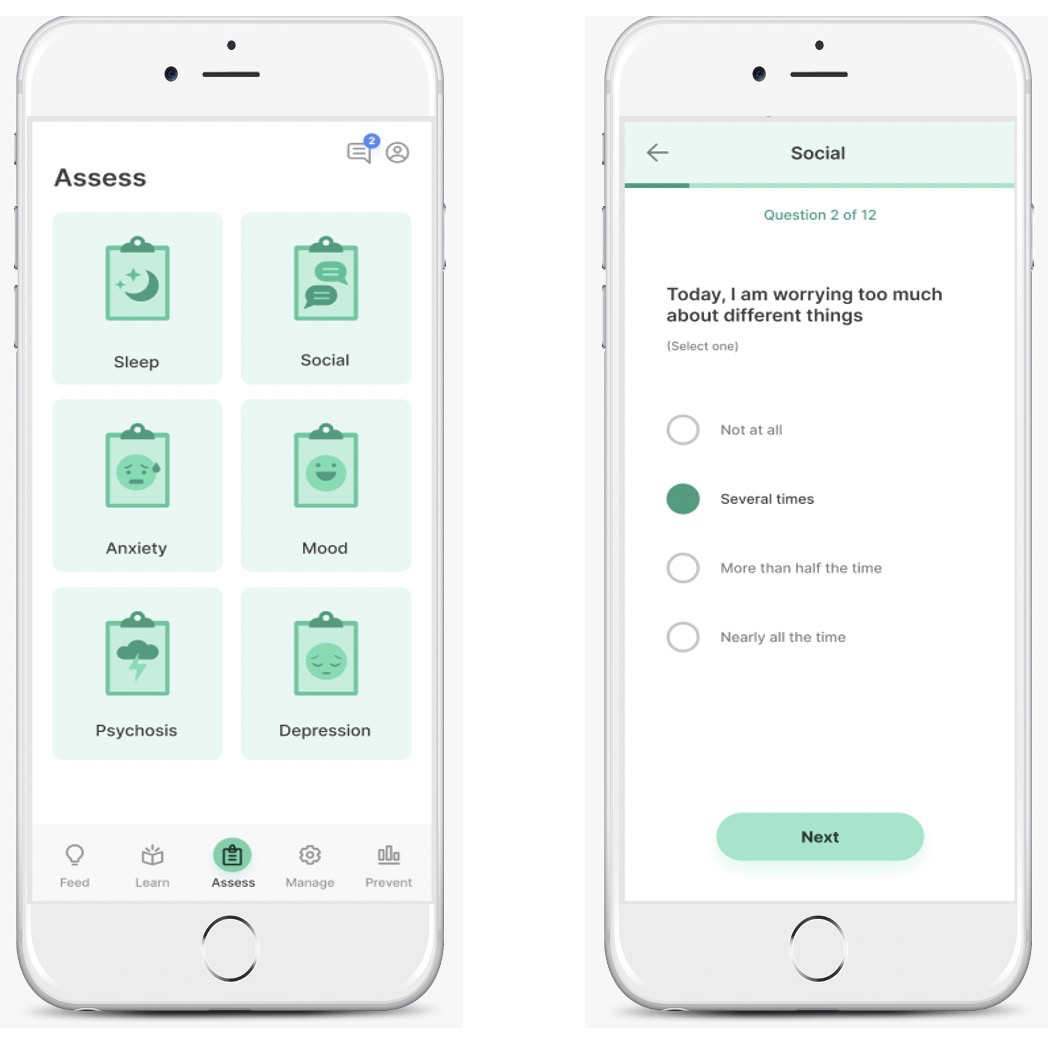 2
Assess
Sleep
Social
Anxiety
Mood
Psychosis
Depression
Feed
Learn
Assess
Manage
Prevent
Social
Question 2 of 12
Today, I am worrying too much
about different things
(Select one)
Not at all
Several times
More than half the time
Nearly all the time
Next